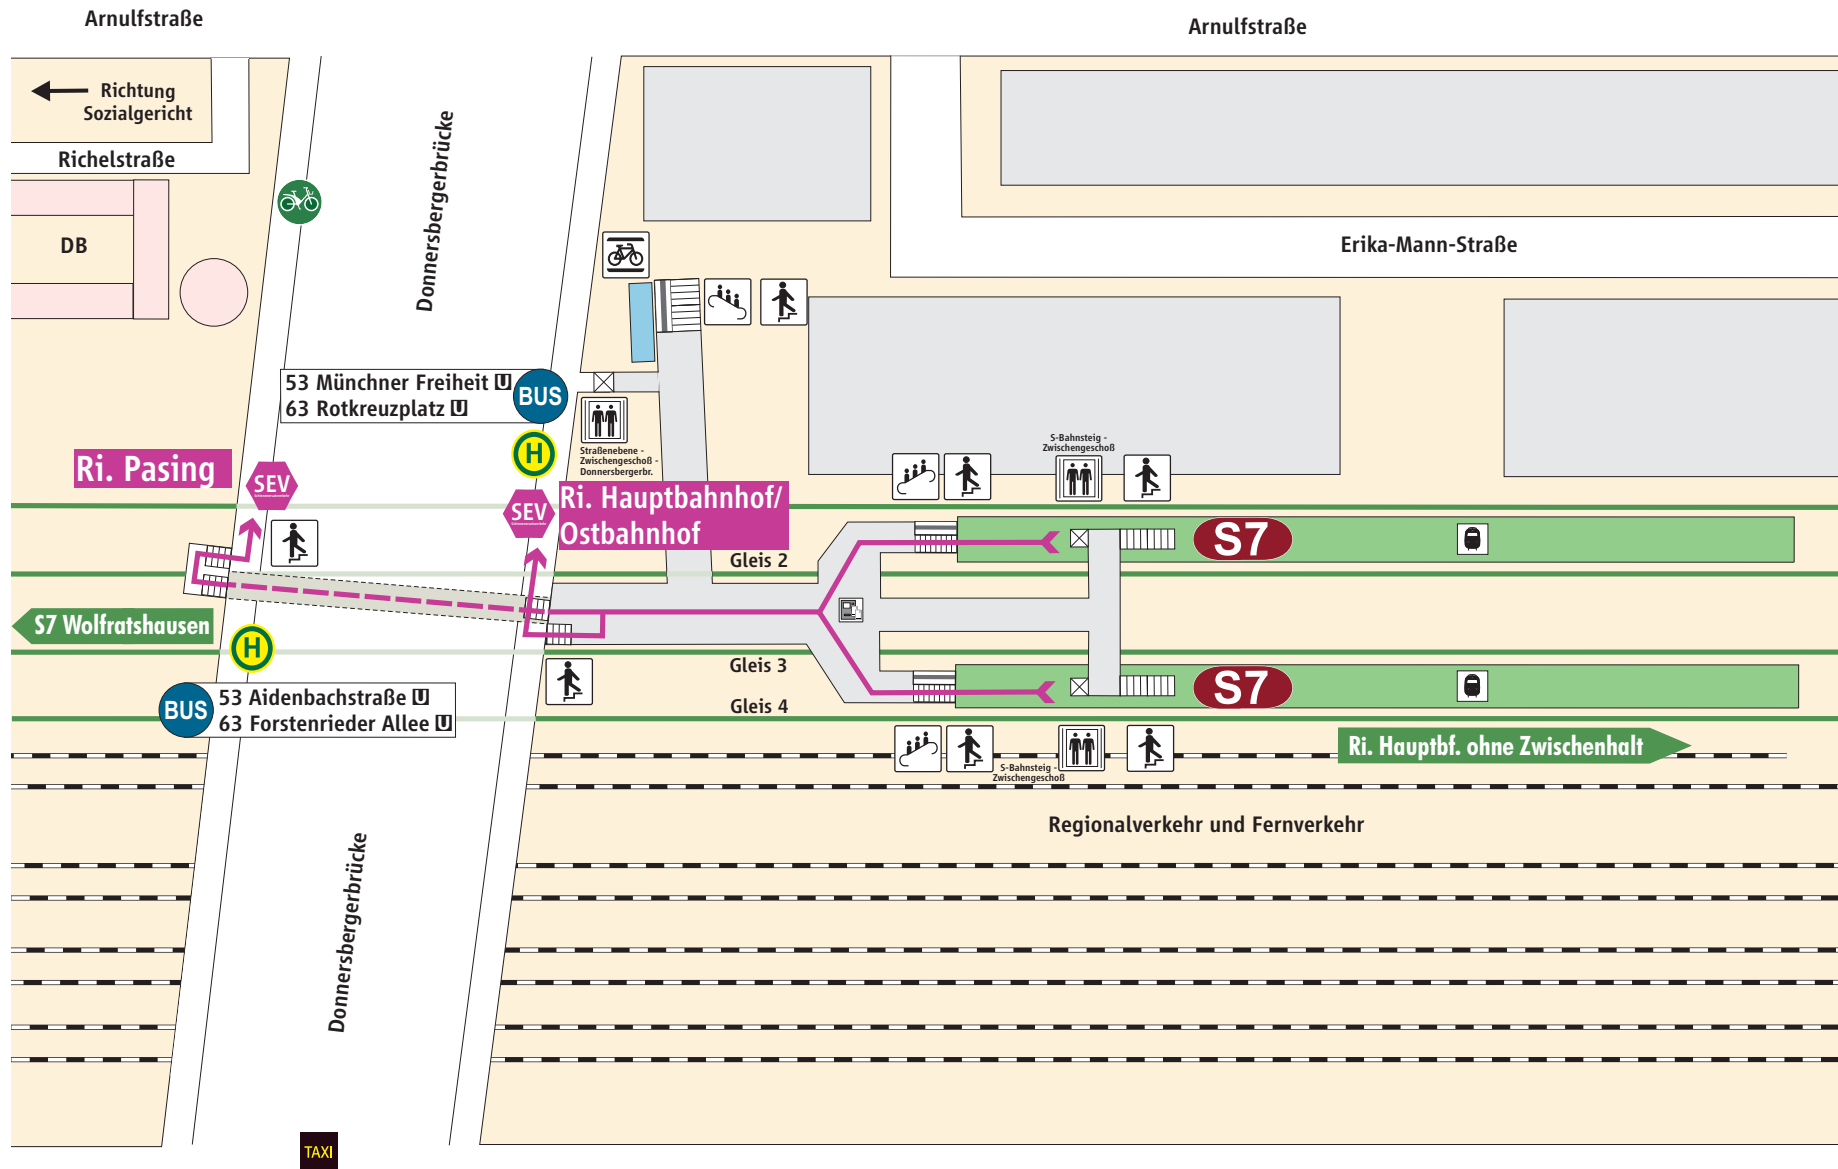 Arnulfstraße
Arnulfstraße
Richtung
Sozialgericht
Richelstraße
DB
Donnersbergerbrücke
Erika-Mann-Straße
53 Münchner Freiheit U
63 Rotkreuzplatz U
BUS
H
Straßenebene -
Zwischengeschoß -
Donnersbergerbr.
S-Bahnsteig -
Zwischengeschoß
Ri. Pasing
SEV
SEV
Ri. Hauptbahnhof/
Ostbahnhof
Gleis 2
S7
S7 Wolfratshausen
H
Gleis 3
S7
BUS
53 Aidenbachstraße U
63 Forstenrieder Allee U
Gleis 4
S-Bahnsteig -
Zwischengeschoß
Ri. Hauptbf. ohne Zwischenhalt
Regionalverkehr und Fernverkehr
Donnersbergerbrücke
TAXI